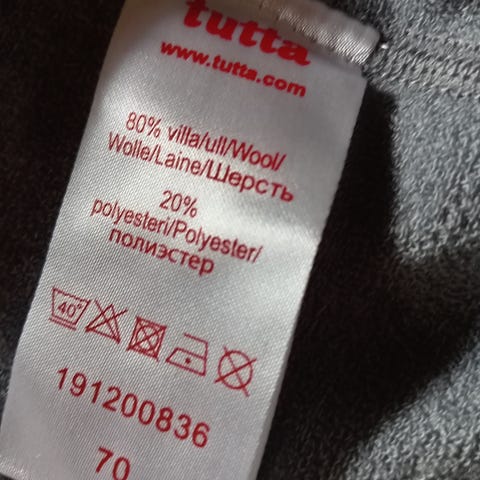 tutta
www.tutta.com
80% villa/ull/Wool/
Wolle/Laine/Шерсть
20%
polyesteri/Polyester/
полиэстер
40°
191200836
70